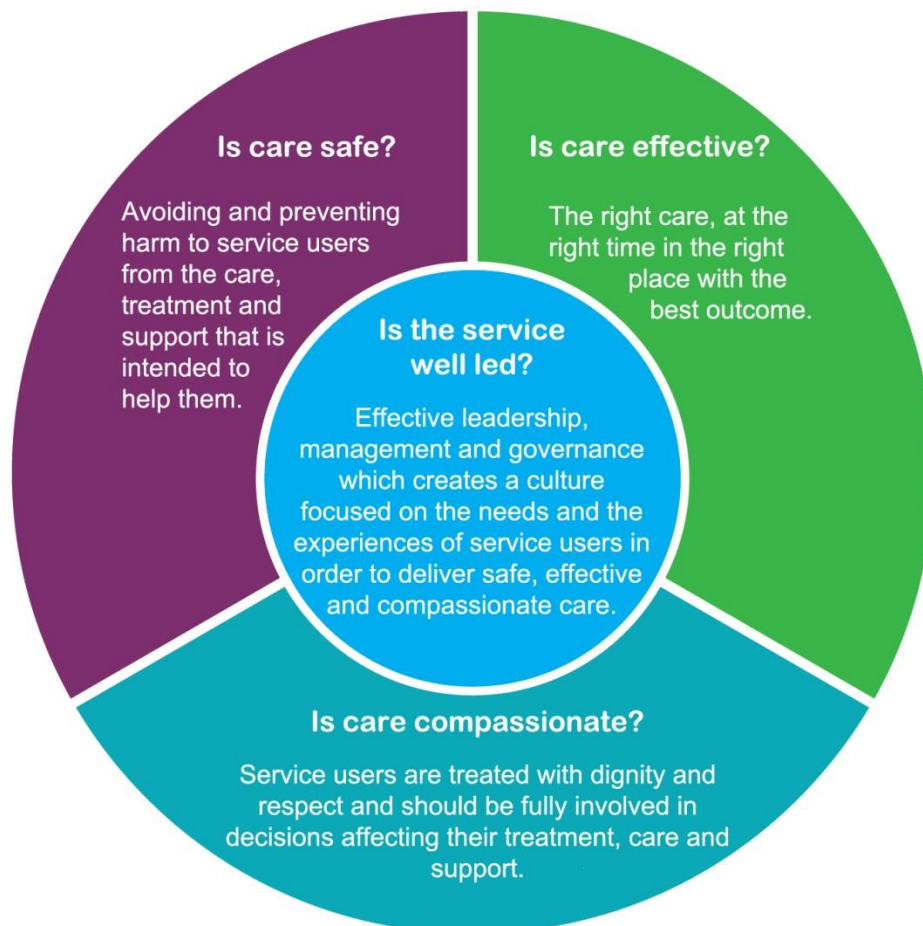 Is care safe?
Avoiding and preventing
harm to service users
from the care,
treatment and
support that is
intended to
help them.
Is care effective?
The right care, at the
right time in the right
place with the
best outcome.
Is the service
well led?
Effective leadership,
management and governance
which creates a culture
focused on the needs and the
experiences of service users in
order to deliver safe, effective
and compassionate care.
Is care compassionate?
Service users are treated with dignity and
respect and should be fully involved in
decisions affecting their treatment, care and
support.